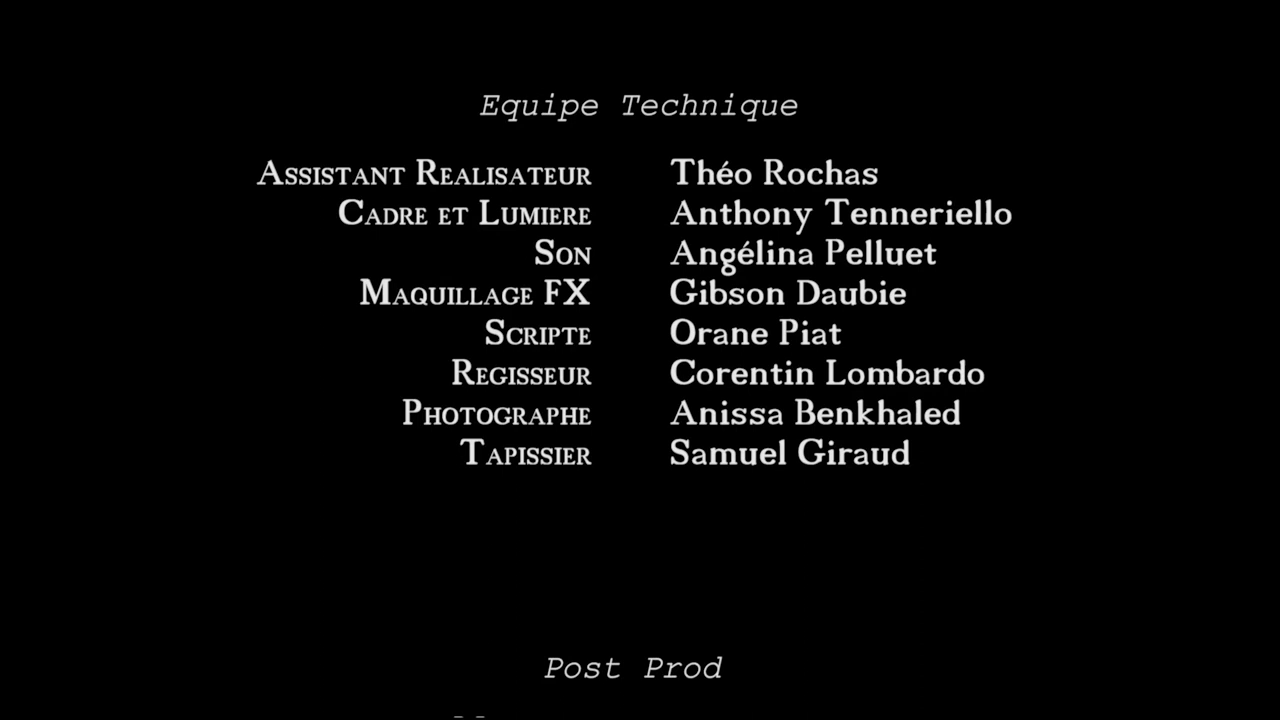 Equipe Technique
ASSISTANT REALISATEUR Théo Rochas
CADRE ET LUMIERE Anthony Tenneriello
SON Angélina Pelluet
MAQUILLAGE FX Gibson Daubie
SCRIPTE Orane Piat
REGISSEUR Corentin Lombardo
PHOTOGRAPHE Anissa Benkhaled
TAPISSIER Samuel Giraud
Post Prod